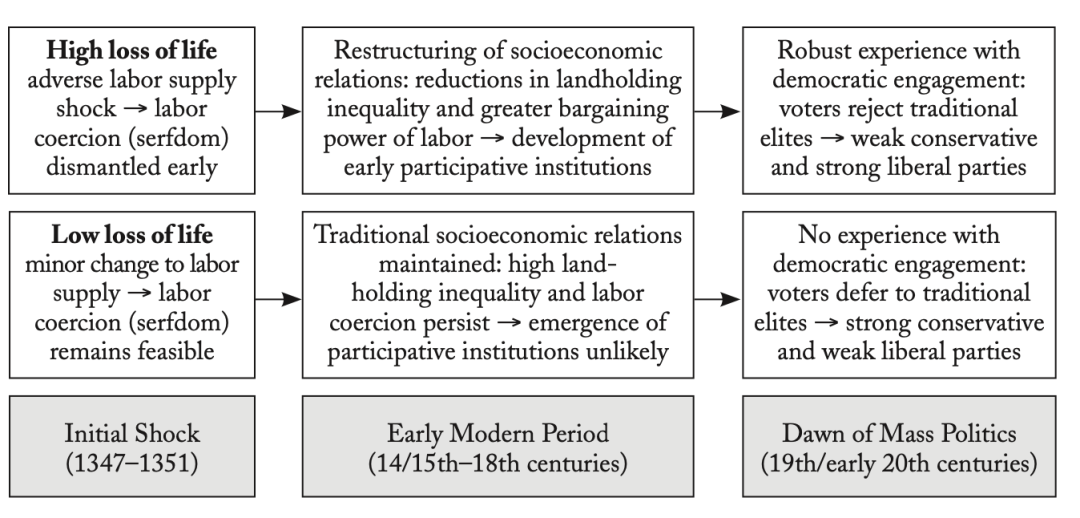 High loss of life
adverse labor supply
shock → labor
coercion (serfdom)
dismantled early
Restructuring of socioeconomic
relations: reductions in landholding
inequality and greater bargaining
power of labor → development of
early participative institutions
Robust experience with
democratic engagement:
voters reject traditional
elites → weak conservative
and strong liberal parties
Low loss of life
minor change to labor
supply → labor
coercion (serfdom)
remains feasible
Traditional socioeconomic relations
maintained: high land-
holding inequality and labor
coercion persist → emergence of
participative institutions unlikely
No experience with
democratic engagement:
voters defer to traditional
elites → strong conservative
and weak liberal parties
Initial Shock
(1347–1351)
Early Modern Period
(14/15th–18th centuries)
Dawn of Mass Politics
(19th/early 20th centuries)